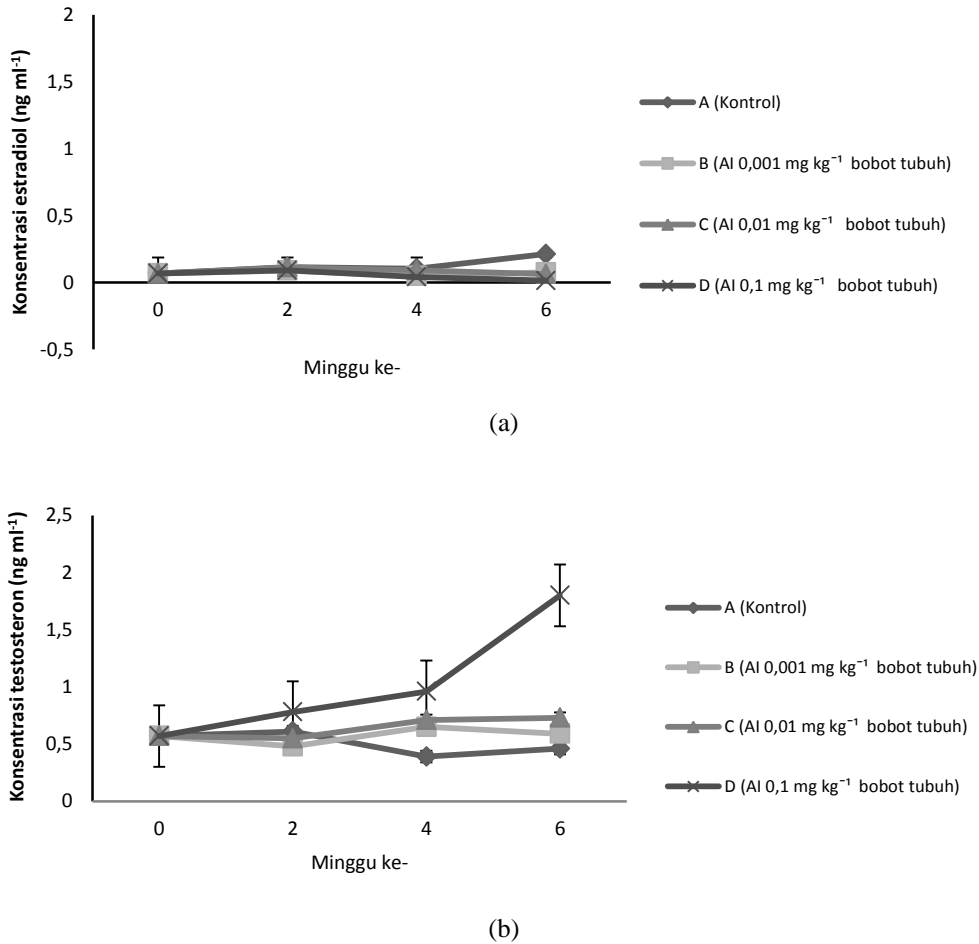 2
1,5
1
0,5
0
-0,5
Konsentrasi estradiol (ng ml⁻¹)
0 2 4 6
Minggu ke-
A (Kontrol)
B (AI 0,001 mg kg⁻¹ bobot tubuh)
C (AI 0,01 mg kg⁻¹ bobot tubuh)
D (AI 0,1 mg kg⁻¹ bobot tubuh)
(a)
2,5
2
1,5
1
0,5
0
Konsentrasi testosteron (ng ml⁻¹)
0 2 4 6
Minggu ke-
A (Kontrol)
B (AI 0,001 mg kg⁻¹ bobot tubuh)
C (AI 0,01 mg kg⁻¹ bobot tubuh)
D (AI 0,1 mg kg⁻¹ bobot tubuh)
(b)